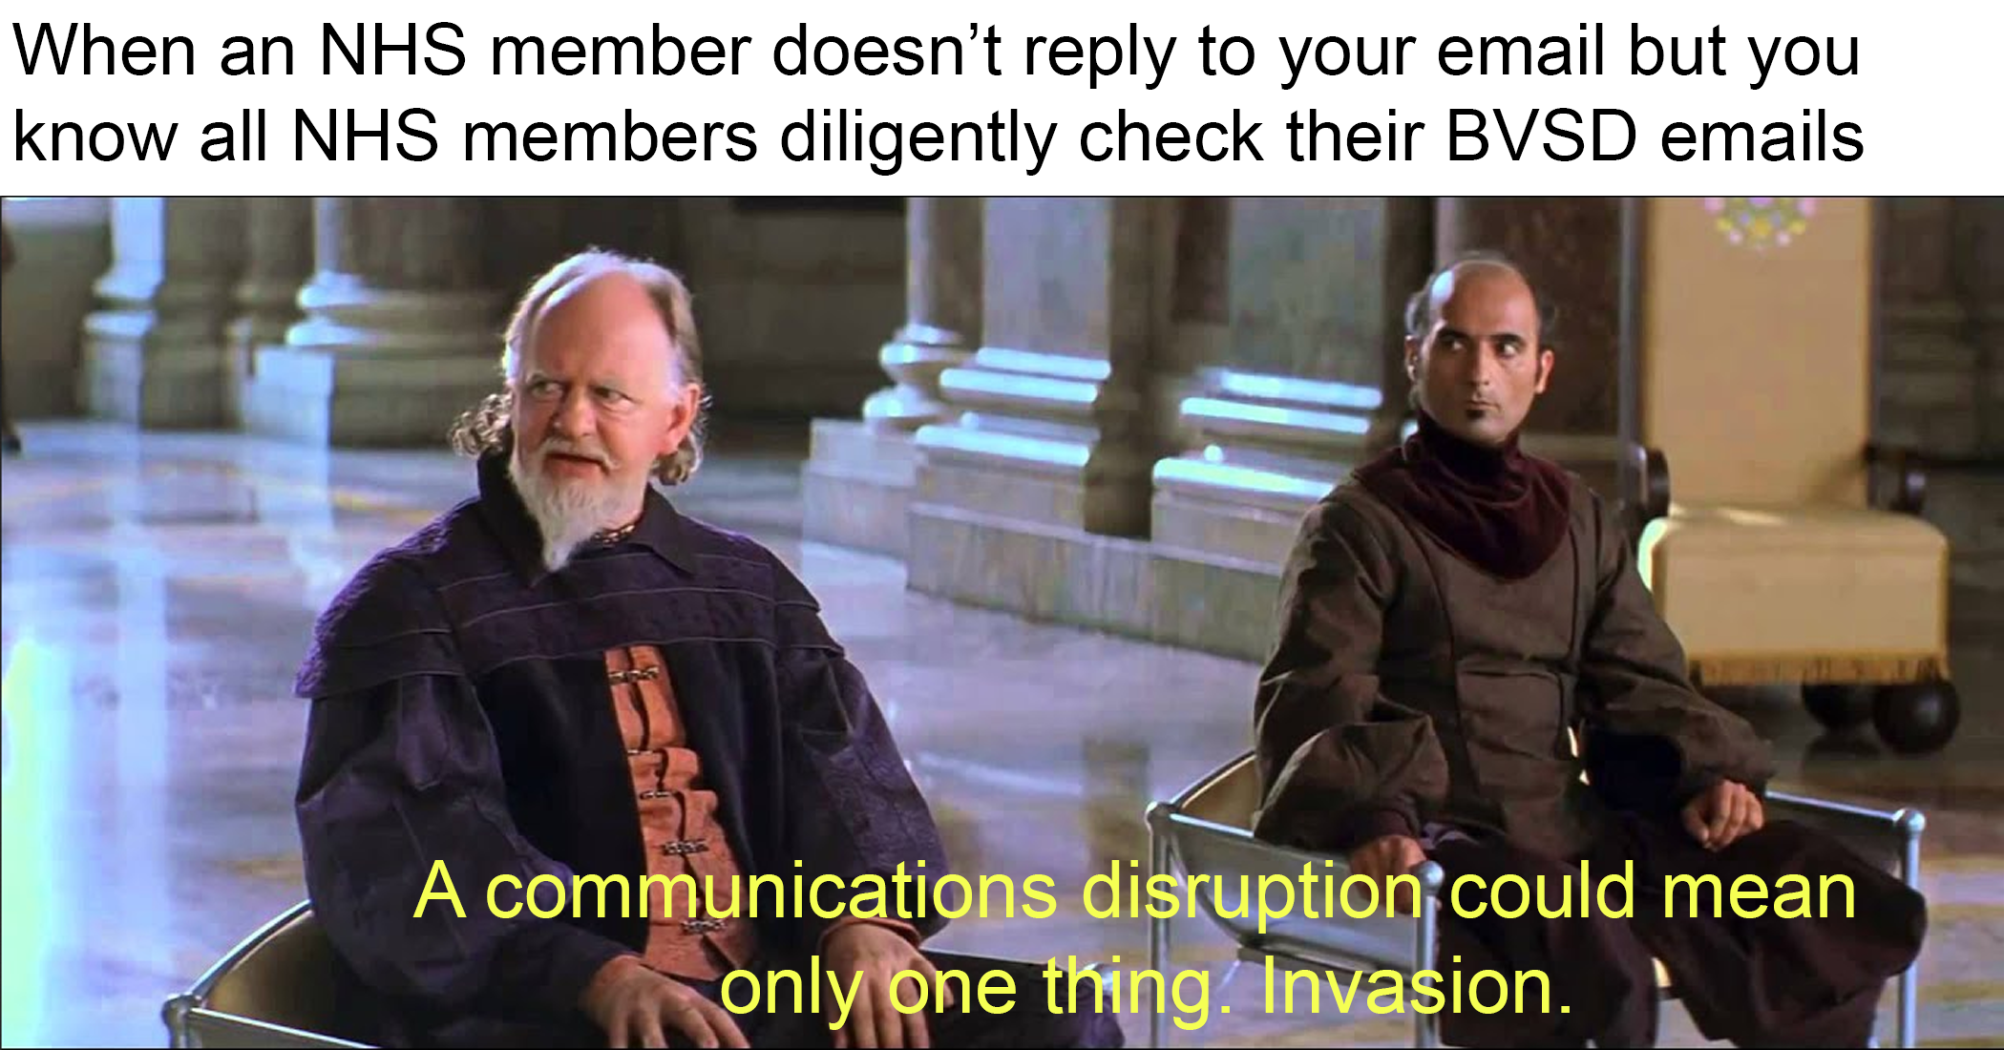 When an NHS member doesn’t reply to your email but you
know all NHS members diligently check their BVSD emails
A communications disruption could mean
only one thing. Invasion.